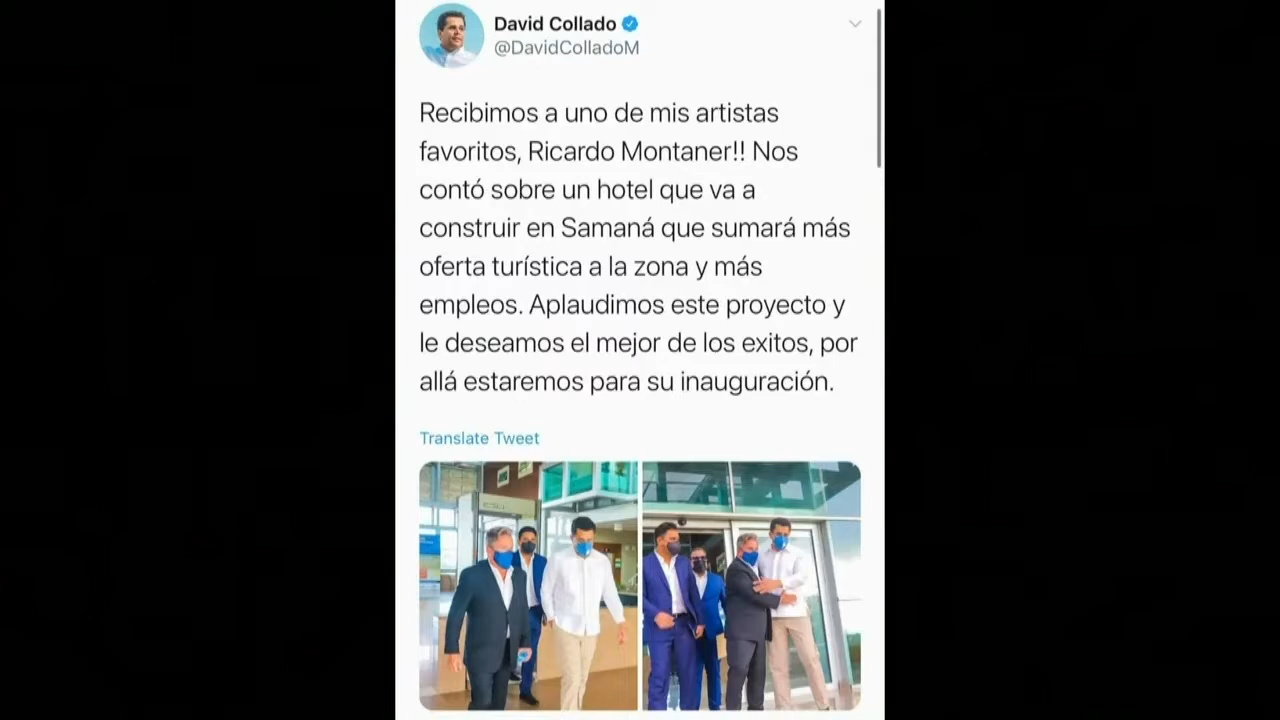 David Collado
@DavidColladoM
Recibimos a uno de mis artistas
favoritos, Ricardo Montaner!! Nos
contó sobre un hotel que va a
construir en Samaná que sumará más
oferta turística a la zona y más
empleos. Aplaudimos este proyecto y
le deseamos el mejor de los exitos, por
allá estaremos para su inauguración.
Translate Tweet